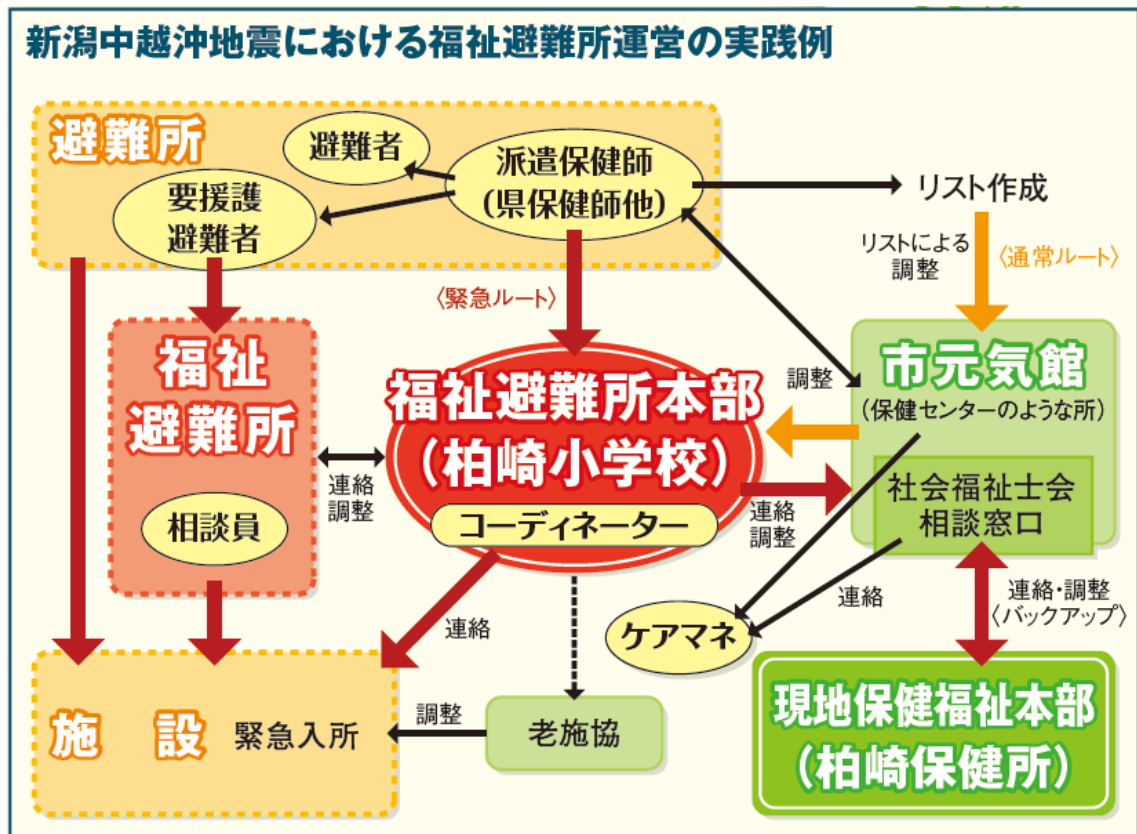 新潟中越沖地震における福祉避難所運営の実践例
避難所
避難者
派遣保健師
（県保健師他）
要援護
避難者
リスト作成
リストによる
調整
〈通常ルート〉
〈緊急ルート〉
福祉
避難所
相談員
連絡
調整
福祉避難所本部
（柏崎小学校）
コーディネーター
調整
市元気館
（保健センターのような所）
社会福祉士会
相談窓口
連絡
調整
連絡
連絡
ケアマネ
連絡・調整
〈バックアップ〉
施設
緊急入所
調整
老施協
現地保健福祉本部
（柏崎保健所）